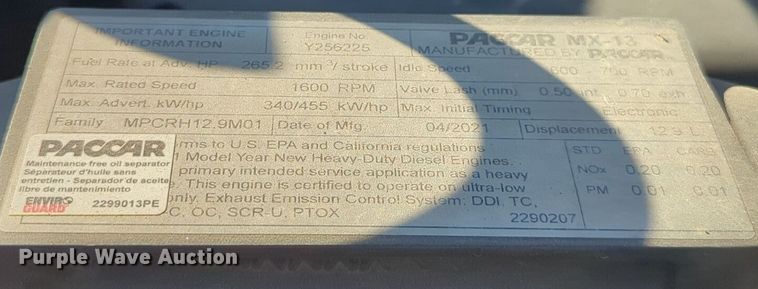 IMPORTANT ENGINE INFORMATION
Engine No
Y256225
PACCAR MX-13
MANUFACTURED BY PACCAR
Fuel Rate at Adv. HP 265.2 mm³/stroke Idle Speed 600 - 700 RPM
Max. Rated Speed 1600 RPM Valve Lash (mm) 0.50 int. 0.70 exh
Max. Advert. kW/hp 340/455 kW/hp Max. Initial Timing Electronic
Family MPCRH12.9M01 Date of Mfg. 04/2021 Displacement 12.9 L
rms to U.S. EPA and California regulations
1 Model Year New Heavy-Duty Diesel Engines.
primary intended service application as a heavy
e. This engine is certified to operate on ultra-low
only. Exhaust Emission Control System: DDI, TC,
C, OC, SCR-U, PTOX
2290207
STD EPA CARB
NOx 0.20 0.20
PM 0.01 0.01
PACCAR
Maintenance free oil separator
Séparateur d'huile sans
entretien - Separador de aceite
libre de mantenimiento
ENVIRO
GUARD
2299013PE
Purple Wave Auction